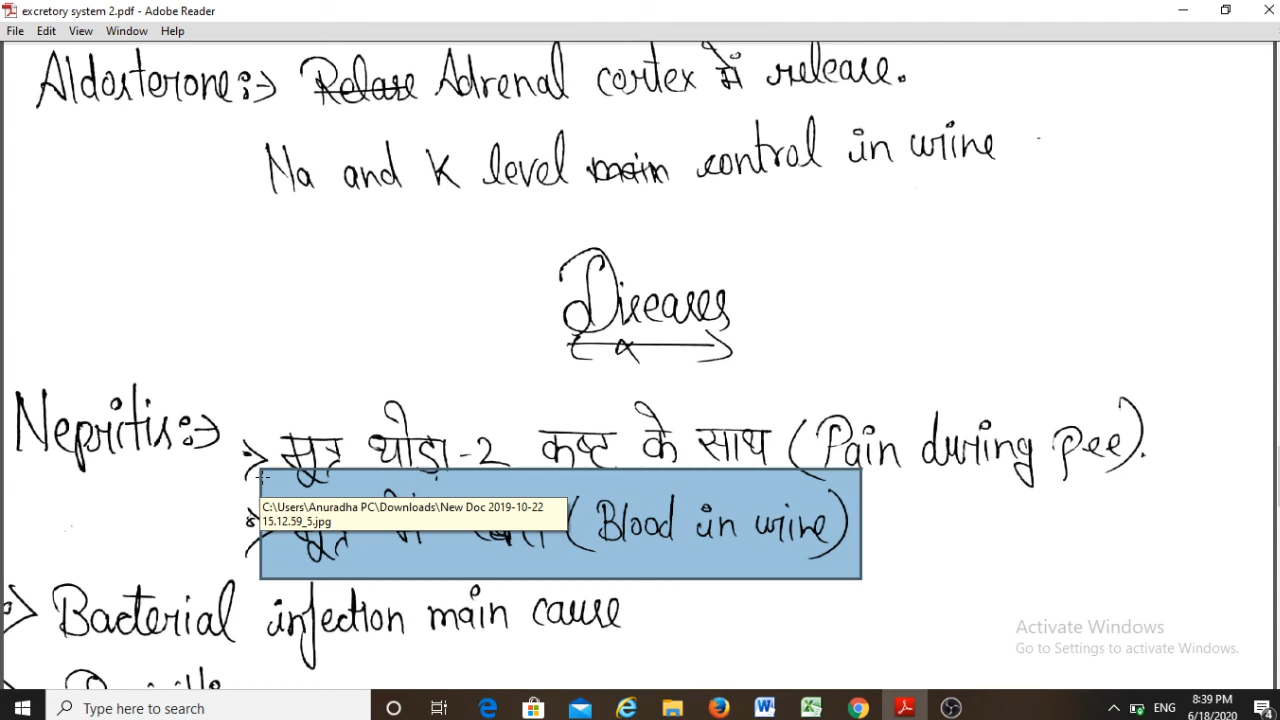 excretory system 2.pdf - Adobe Reader
File Edit View Window Help
Aldosterone:→ Relase Adrenal cortex से release.
Na and K level main control in urine
Diseases
Nepritis:→
→ मूत्र थोड़ा-2 कष्ट के साथ (Pain during pee).
(Blood in urine)
C:\Users\Anuradha PC\Downloads\New Doc 2019-10-22
15.12.59_5.jpg
Bacterial infection main cause
Activate Windows
Go to Settings to activate Windows.
Type here to search
ENG
8:39 PM
6/18/2020
4